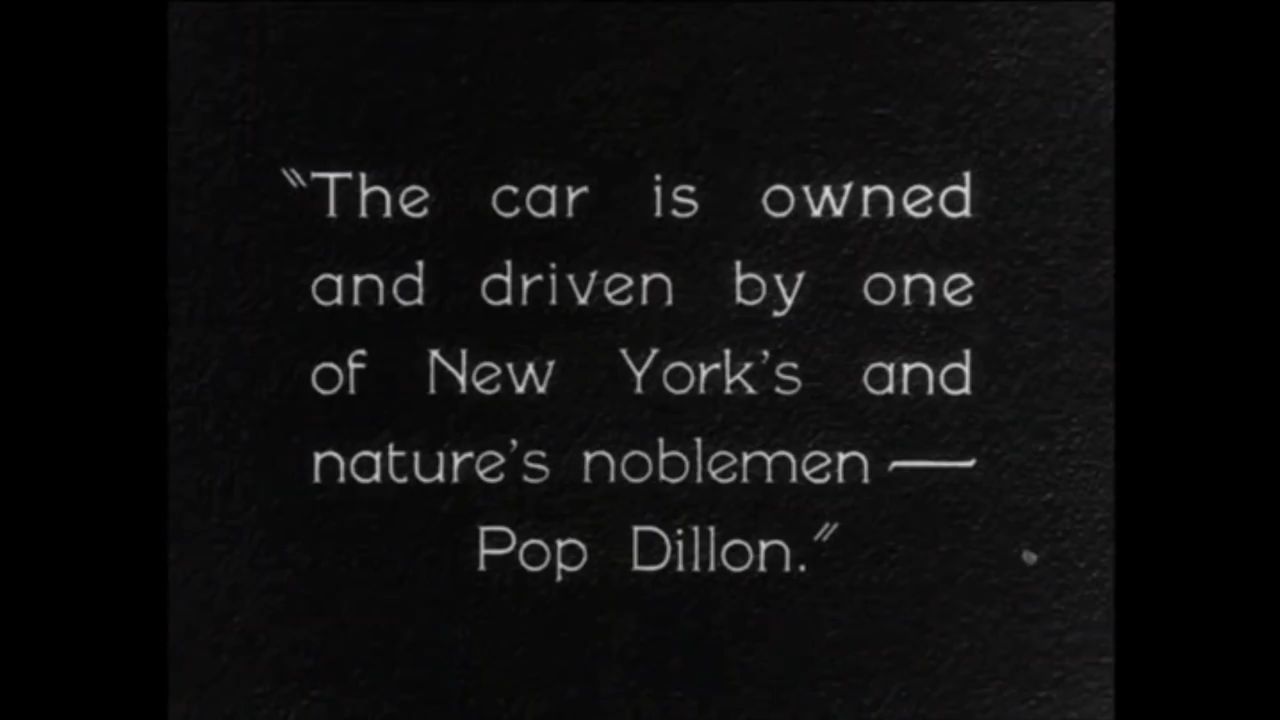 "The car is owned
and driven by one
of New York's and
nature's noblemen —
Pop Dillon."